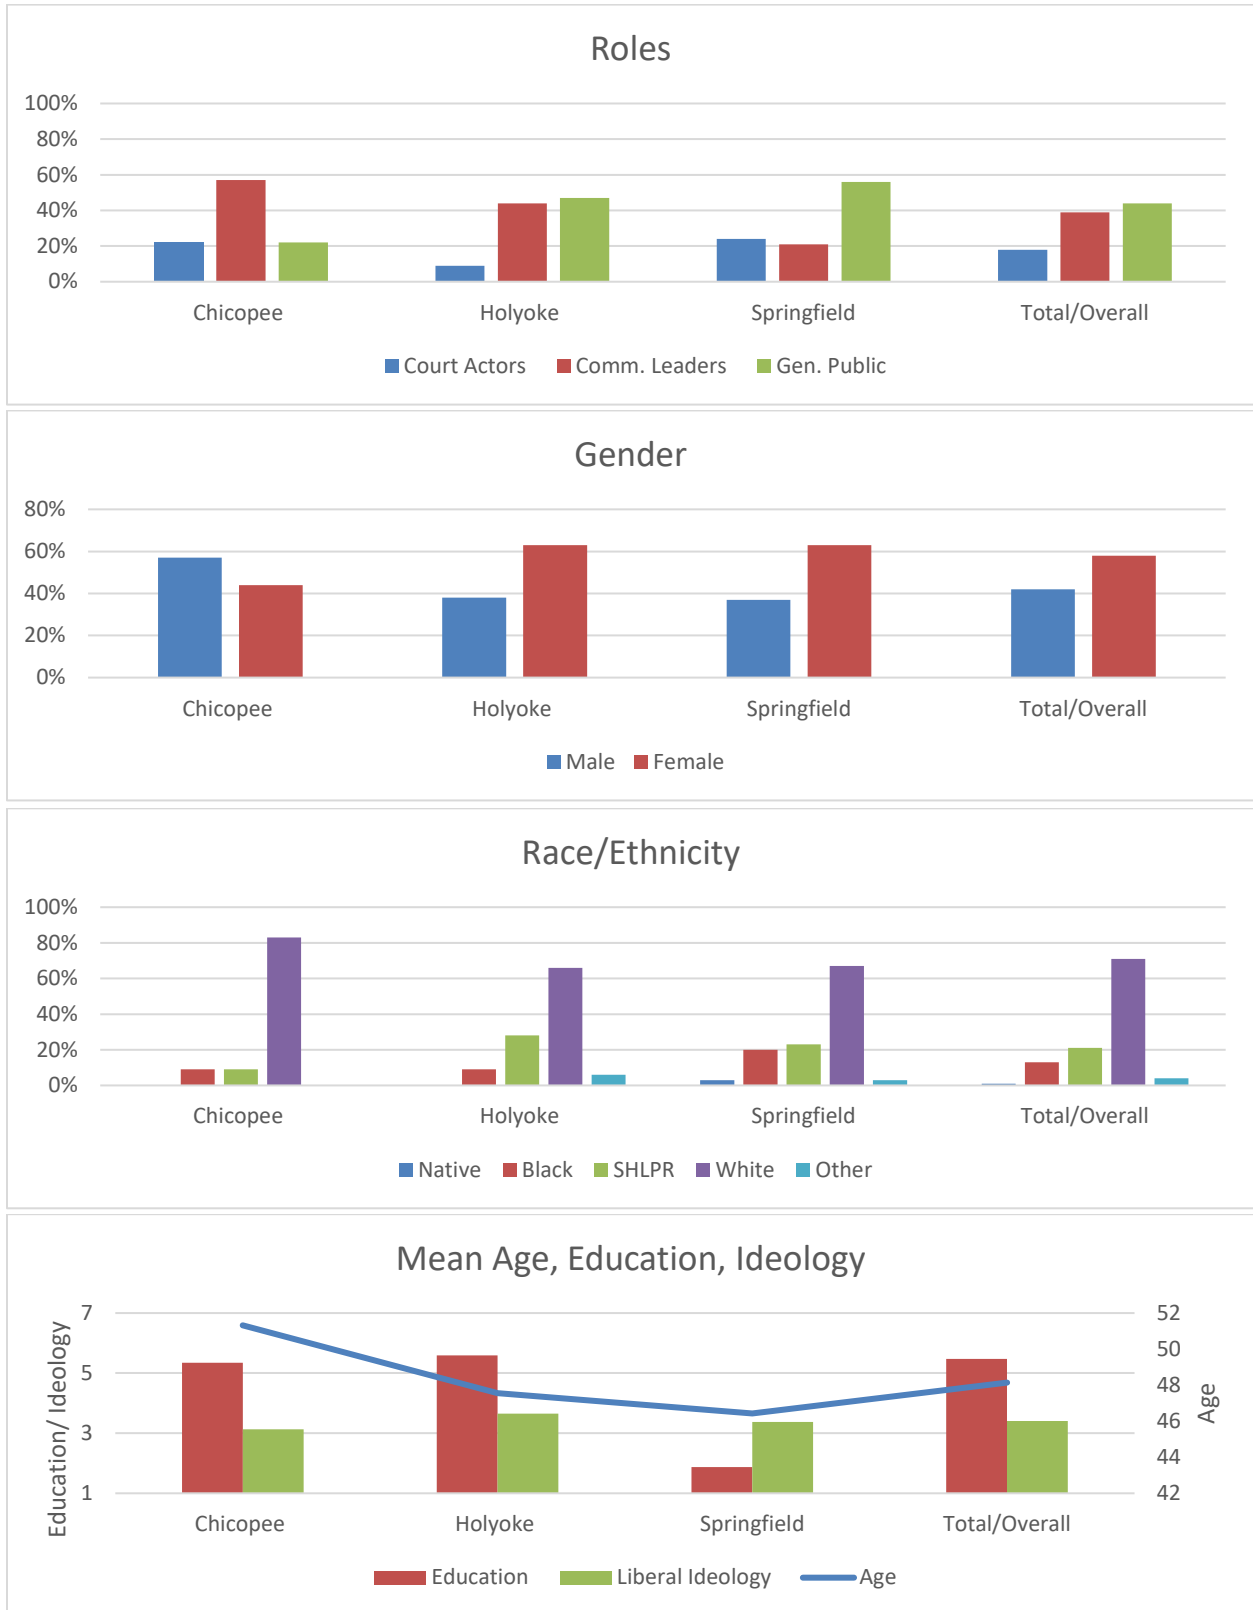 Roles
100%
80%
60%
40%
20%
0%
Chicopee Holyoke Springfield Total/Overall
Court Actors Comm. Leaders Gen. Public
Gender
80%
60%
40%
20%
0%
Chicopee Holyoke Springfield Total/Overall
Male Female
Race/Ethnicity
100%
80%
60%
40%
20%
0%
Chicopee Holyoke Springfield Total/Overall
Native Black SHLPR White Other
Mean Age, Education, Ideology
Education/ Ideology
7
5
3
1
52
50
48
46
44
42
Age
Chicopee Holyoke Springfield Total/Overall
Education Liberal Ideology Age